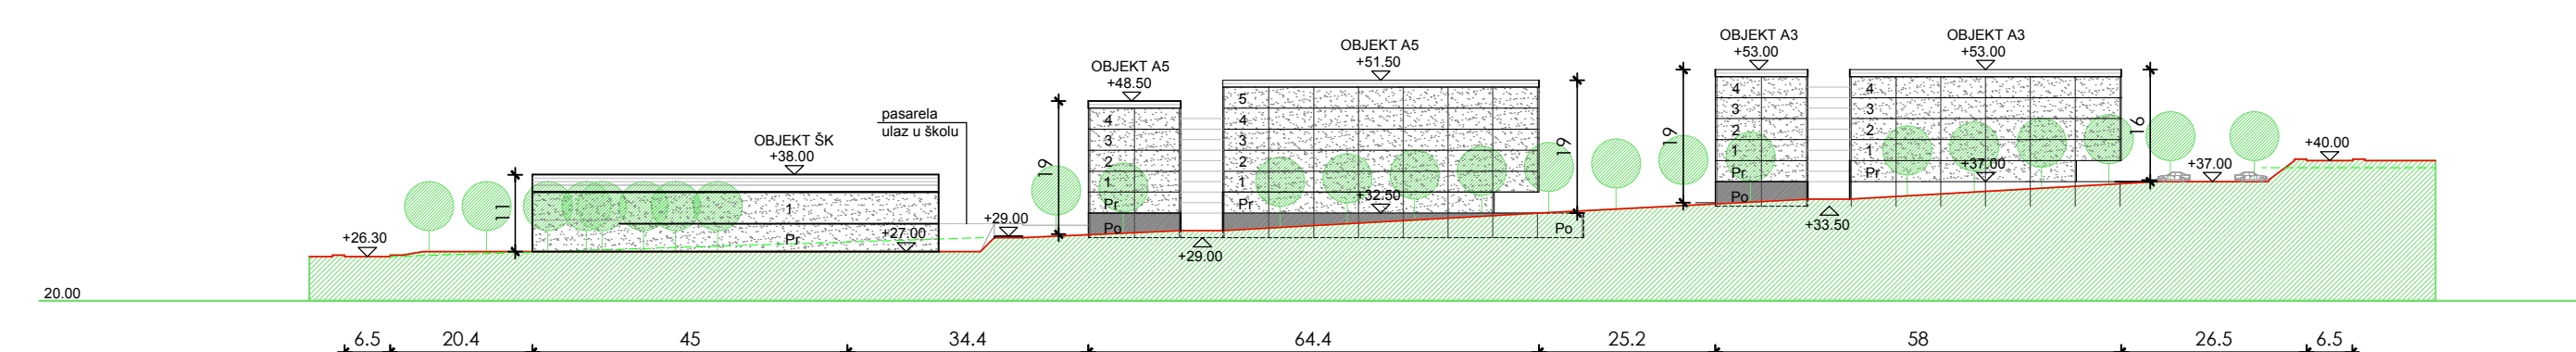 OBJEKT A3
+53.00
OBJEKT A3
+53.00
OBJEKT A5
+51.50
OBJEKT A5
+48.50
pasarela
ulaz u školu
OBJEKT ŠK
+38.00
11
1
Pr
+27.00
+26.30
+29.00
19
4
3
2
1
Pr
Po
+29.00
5
4
3
2
1
Pr
+32.50
Po
19
19
4
3
2
1
Pr
Po
+33.50
4
3
2
1
Pr
+37.00
16
+37.00
+40.00
20.00
6.5 20.4 45 34.4 64.4 25.2 58 26.5 6.5